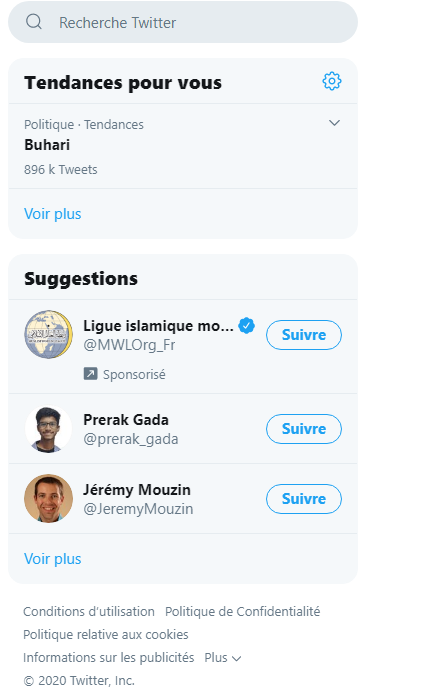 Recherche Twitter
Tendances pour vous
Politique · Tendances
Buhari
896 k Tweets
Voir plus
Suggestions
Ligue islamique mo...
@MWLOrg_Fr
Suivre
Sponsorisé
Prerak Gada
@prerak_gada
Suivre
Jérémy Mouzin
@JeremyMouzin
Suivre
Voir plus
Conditions d'utilisation Politique de Confidentialité
Politique relative aux cookies
Informations sur les publicités Plus
© 2020 Twitter, Inc.